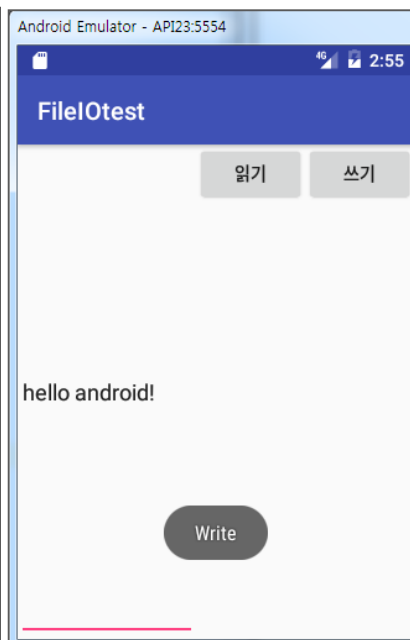 Android Emulator - API23:5554
4G 2:55
FileIOtest
읽기 쓰기
hello android!
Write